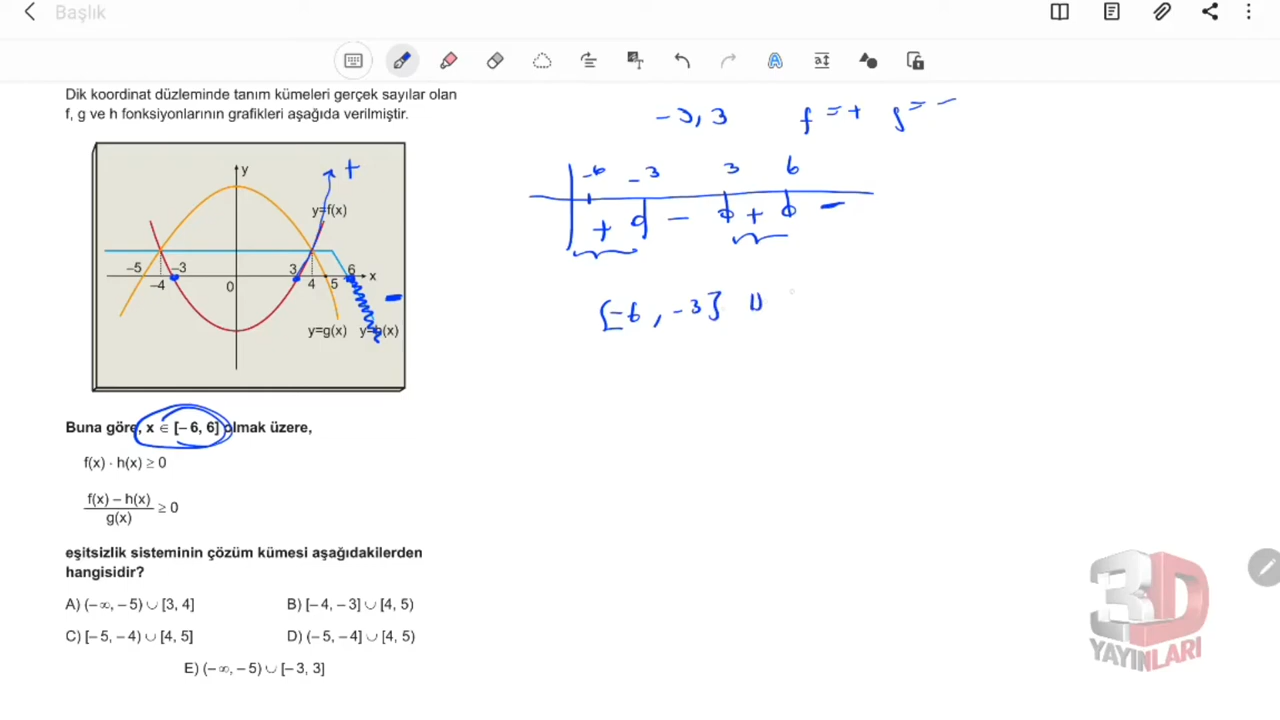 Başlık
Dik koordinat düzleminde tanım kümeleri gerçek sayılar olan
f, g ve h fonksiyonlarının grafikleri aşağıda verilmiştir.
y
+
y=f(x)
–5
–3
3
6
x
–4
0
4
5
y=g(x)
Buna göre, x ∈ [– 6, 6] olmak üzere,
f(x) · h(x) ≥ 0
f(x) – h(x)
g(x)
≥ 0
eşitsizlik sisteminin çözüm kümesi aşağıdakilerden
hangisidir?
A) (– ∞, – 5) ∪ [3, 4]
B) [– 4, – 3] ∪ [4, 5)
C) [– 5, – 4) ∪ [4, 5]
D) (– 5, – 4] ∪ [4, 5)
E) (– ∞, – 5) ∪ [– 3, 3]
-3, 3 f = +
-6 -3 3 6
+ 0 - 0 + 0 -
[-6, -3] U
3D
YAYINLARI